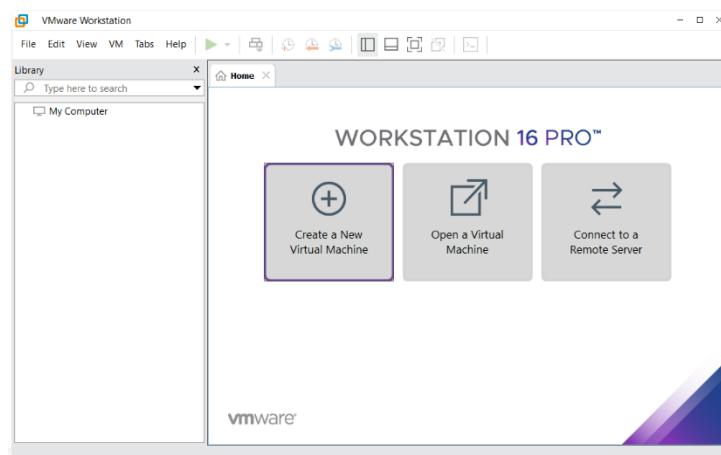 VMware Workstation
File Edit View VM Tabs Help
Library
Type here to search
My Computer
Home
WORKSTATION 16 PRO™
Create a New
Virtual Machine
Open a Virtual
Machine
Connect to a
Remote Server
vmware